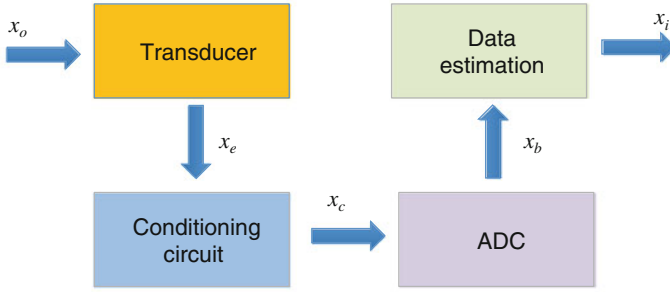 x_o
Transducer
x_e
Conditioning
circuit
x_c
ADC
x_b
Data
estimation
x_i